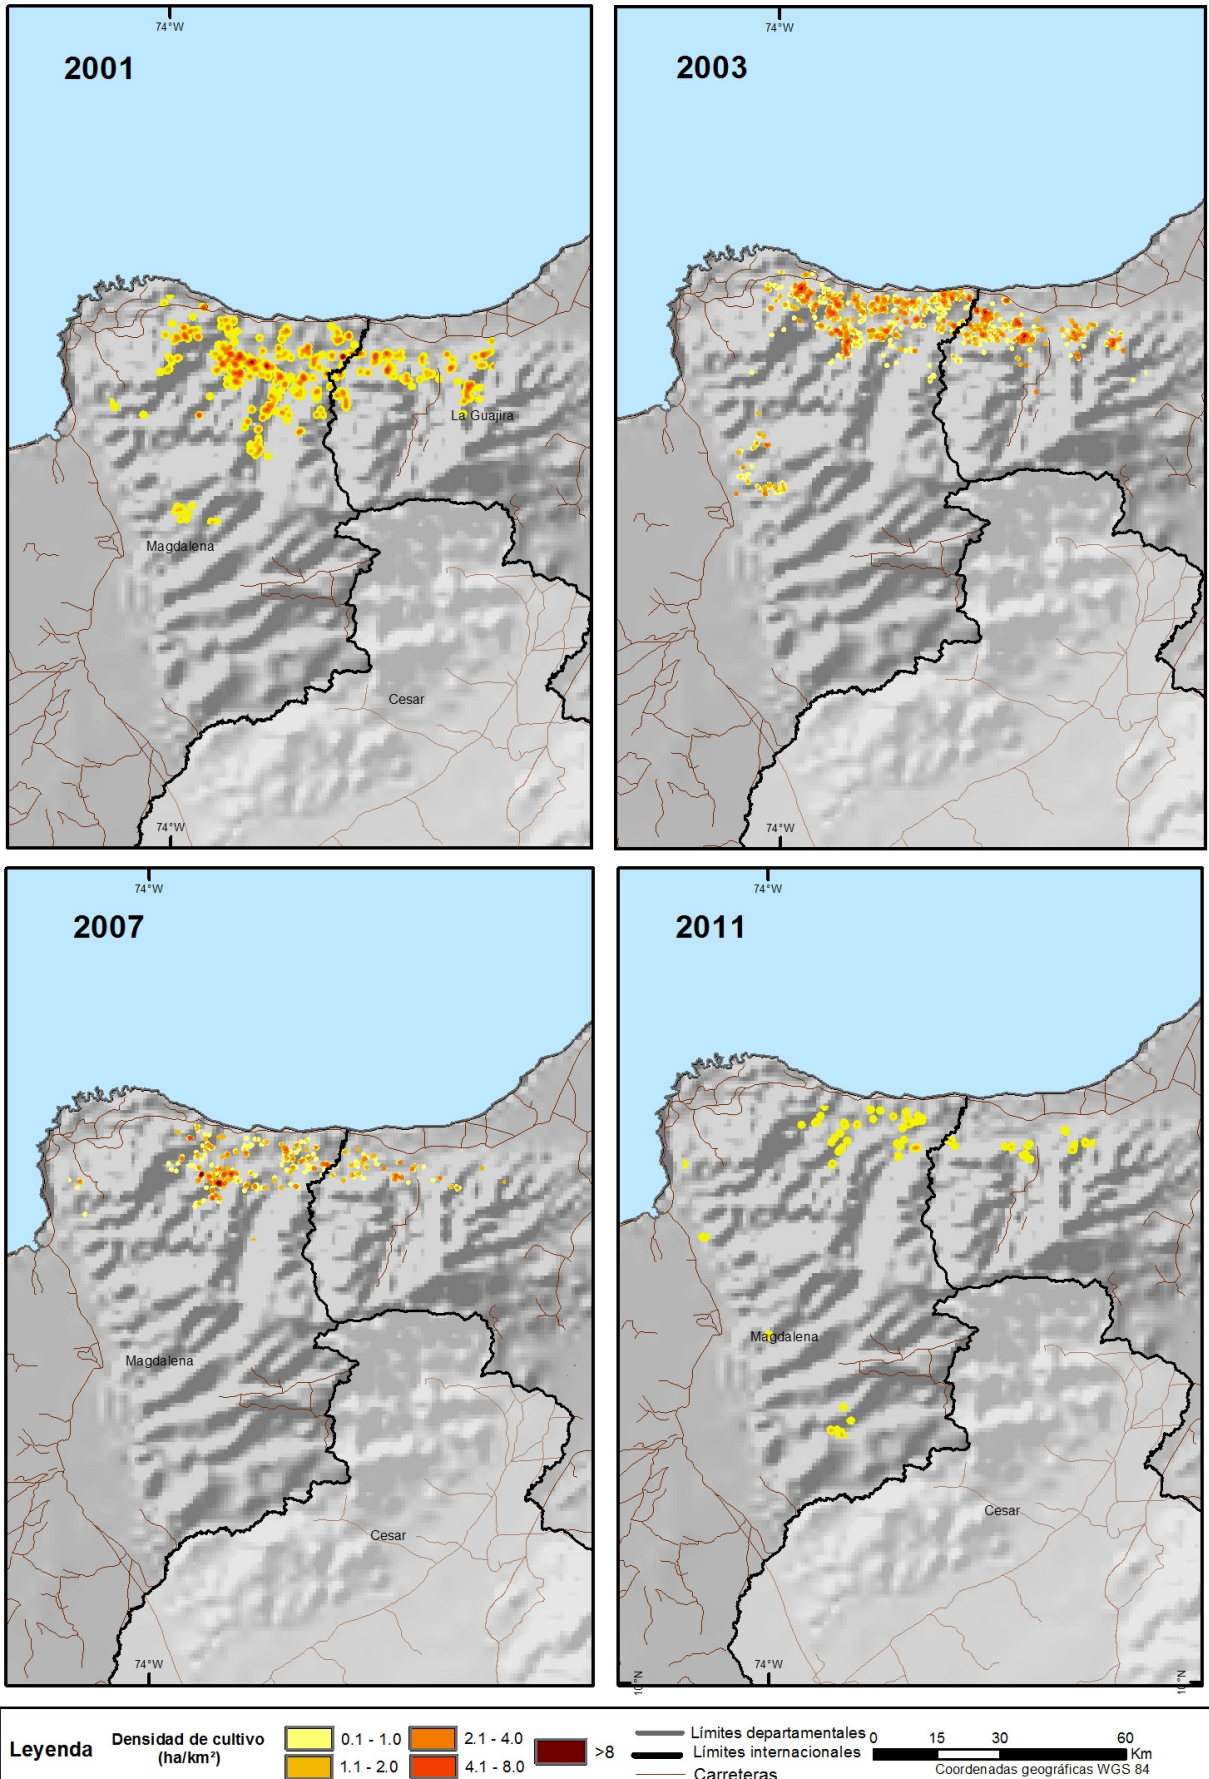 74°W
2001
La Guajira
Magdalena
Cesar
74°W
74°W
2003
74°W
74°W
2007
Magdalena
Cesar
74°W
74°W
2011
Magdalena
Cesar
74°W
Leyenda
Densidad de cultivo
(ha/km²)
0.1 - 1.0
1.1 - 2.0
2.1 - 4.0
4.1 - 8.0
>8
Límites departamentales
Límites internacionales
Carreteras
0 15 30 60
Km
Coordenadas geográficas WGS 84